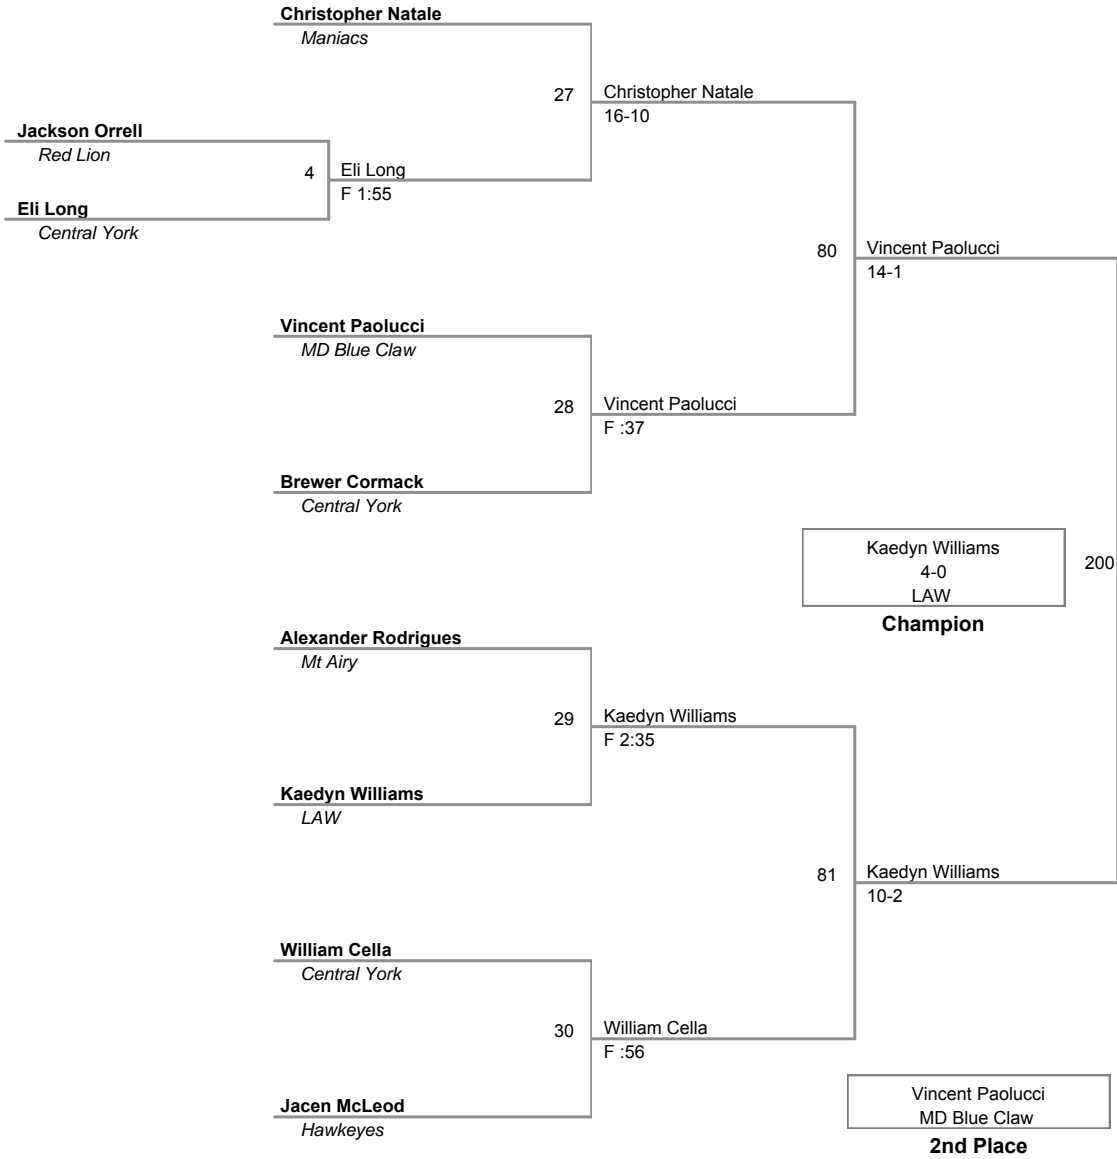 Christopher Natale
Maniacs
27
Christopher Natale
16-10
Jackson Orrell
Red Lion
4
Eli Long
F 1:55
Eli Long
Central York
80
Vincent Paolucci
14-1
Vincent Paolucci
MD Blue Claw
28
Vincent Paolucci
F :37
Brewer Cormack
Central York
Kaedyn Williams
4-0
LAW
200
Champion
Alexander Rodrigues
Mt Airy
29
Kaedyn Williams
F 2:35
Kaedyn Williams
LAW
81
Kaedyn Williams
10-2
William Cella
Central York
30
William Cella
F :56
Jacen McLeod
Hawkeyes
Vincent Paolucci
MD Blue Claw
2nd Place